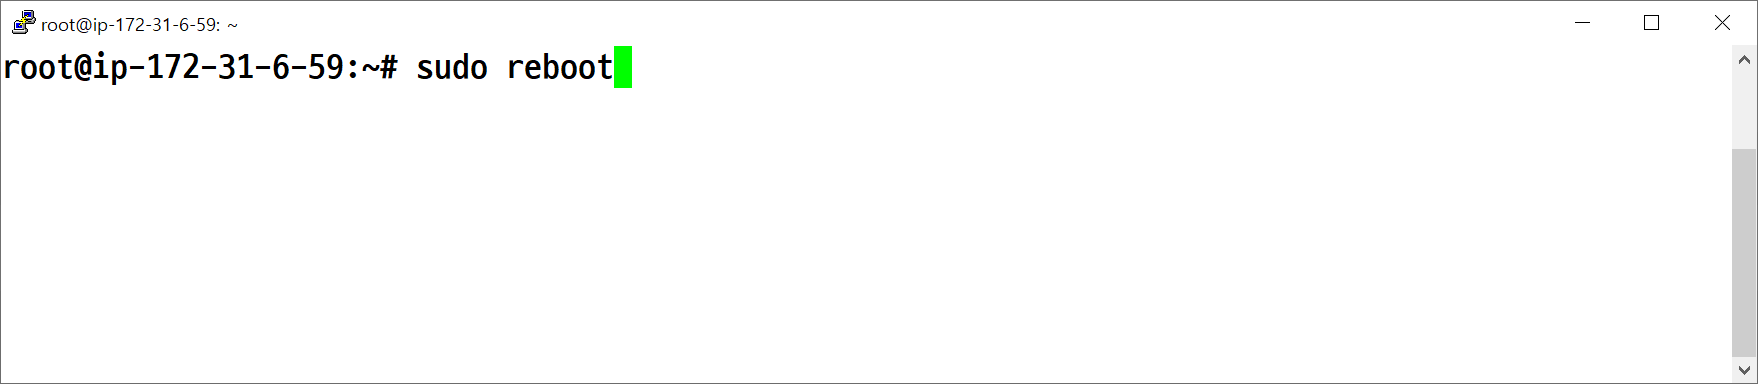 root@ip-172-31-6-59: ~
root@ip-172-31-6-59:~# sudo reboot